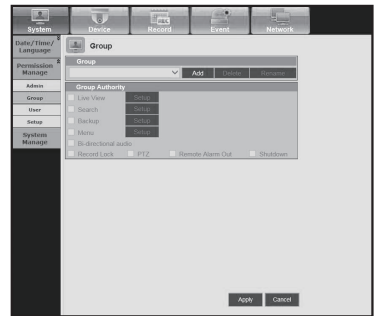 System Device Record Event Network
Date/Time/
Language
Permission
Manage
Admin
Group
User
Setup
System
Manage
Group
Group
Add Delete Rename
Group Authority
Live View Setup
Search Setup
Backup Setup
Menu Setup
Bi-directional audio
Record Lock PTZ Remote Alarm Out Shutdown
Apply Cancel